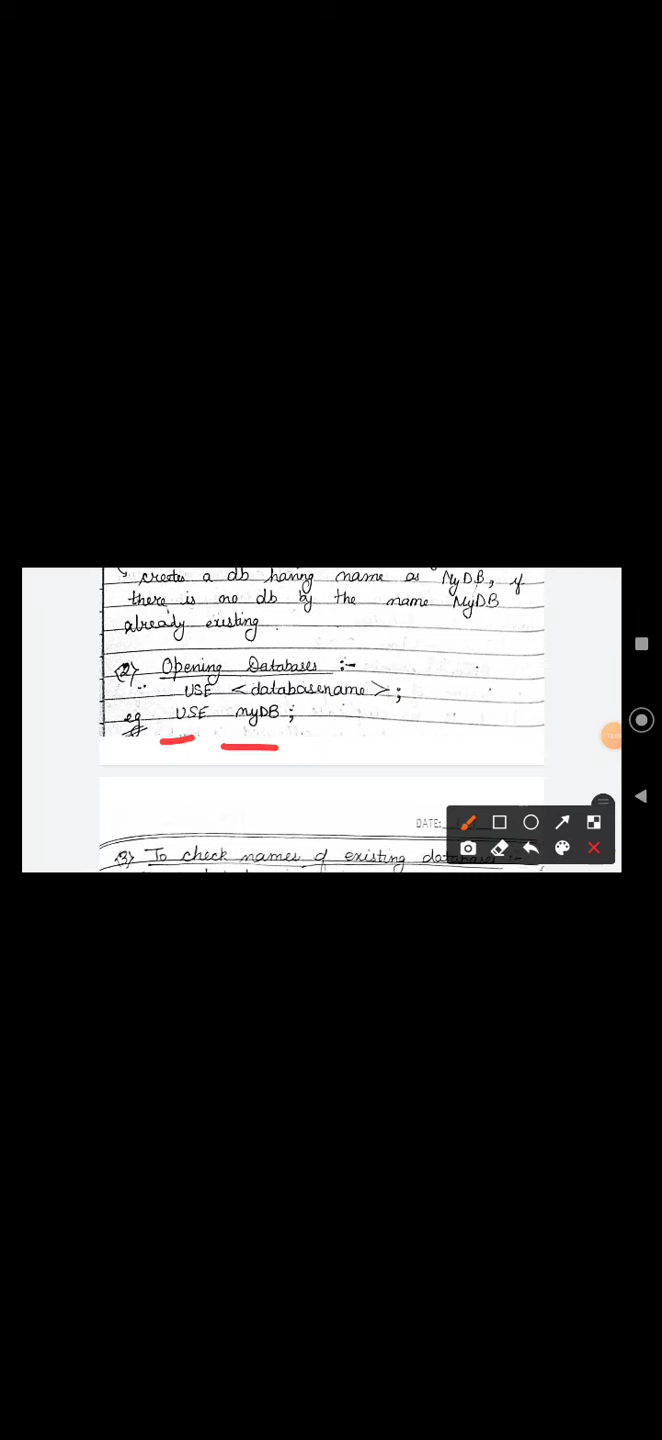 creates a db having name as MyDB, if
there is no db by the name MyDB
already existing.
(2) Opening Databases :-
USE <databasename>;
eg USE myDB;
DATE:
(3) To check names of existing databases :-